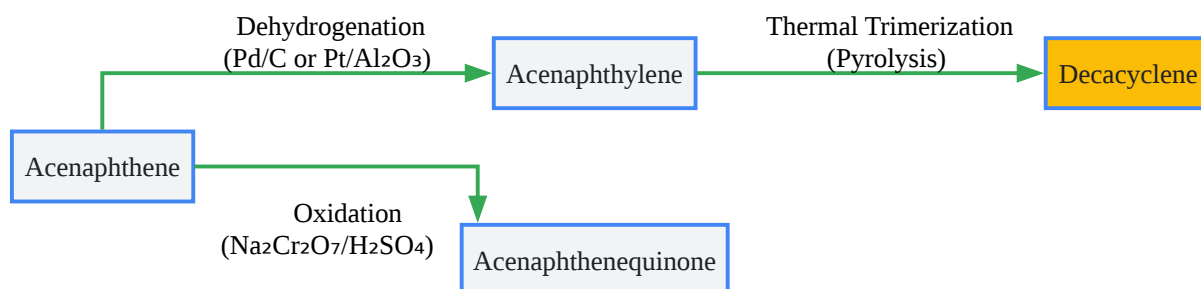 Dehydrogenation
(Pd/C or Pt/Al₂O₃)
Thermal Trimerization
(Pyrolysis)
Acenaphthylene
Decacyclene
Acenaphthene
Oxidation
(Na₂Cr₂O₇/H₂SO₄)
Acenaphthenequinone